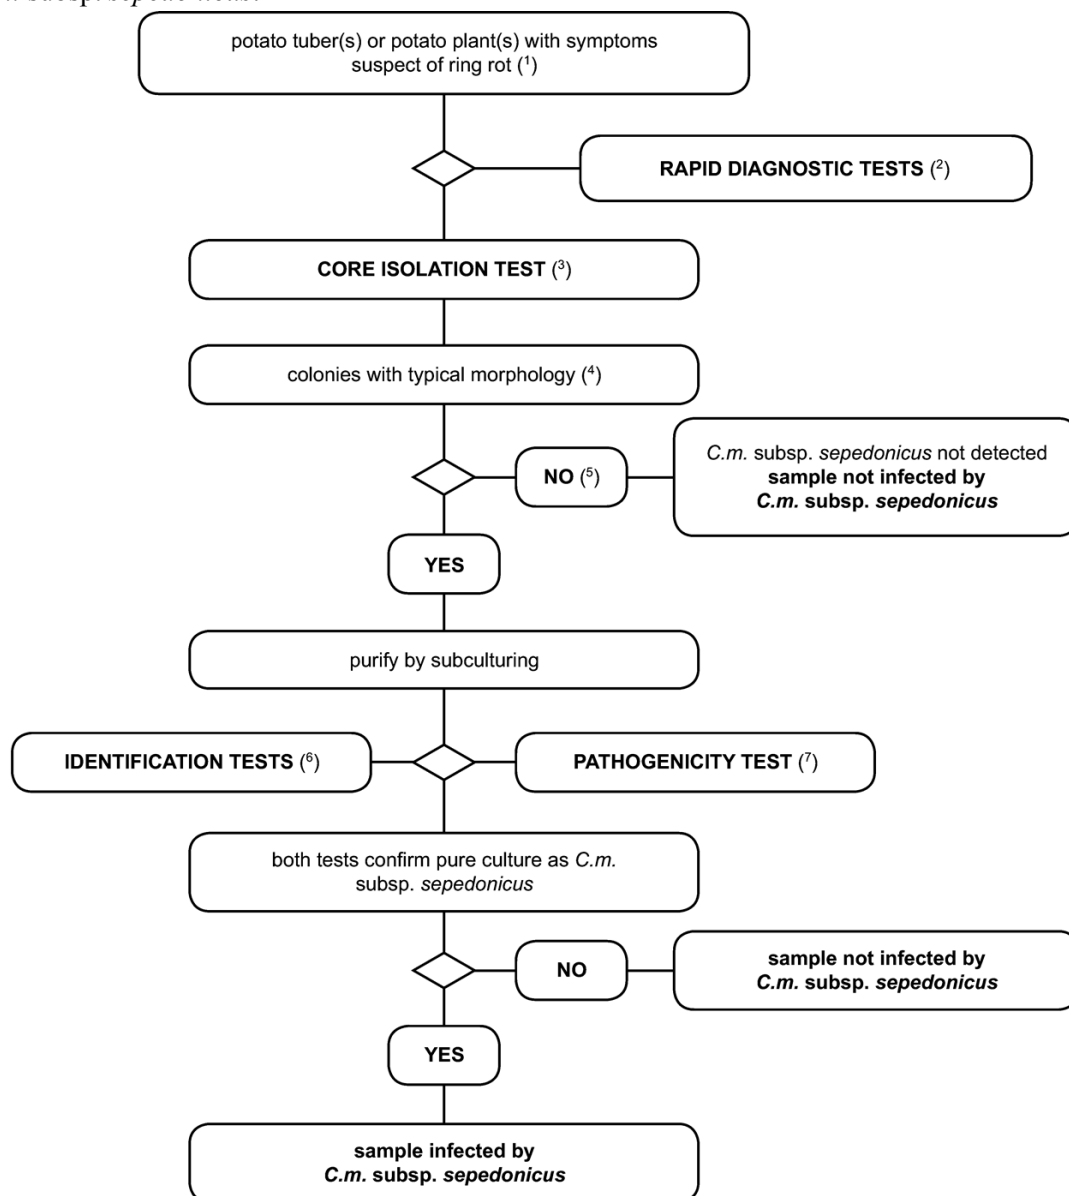 subsp.
potato tuber(s) or potato plant(s) with symptoms
suspect of ring rot (¹)
RAPID DIAGNOSTIC TESTS (²)
CORE ISOLATION TEST (³)
colonies with typical morphology (⁴)
NO (⁵)
C.m. subsp. sepedonicus not detected
sample not infected by
C.m. subsp. sepedonicus
YES
purify by subculturing
IDENTIFICATION TESTS (⁶)
PATHOGENICITY TEST (⁷)
both tests confirm pure culture as C.m.
subsp. sepedonicus
NO
sample not infected by
C.m. subsp. sepedonicus
YES
sample infected by
C.m. subsp. sepedonicus